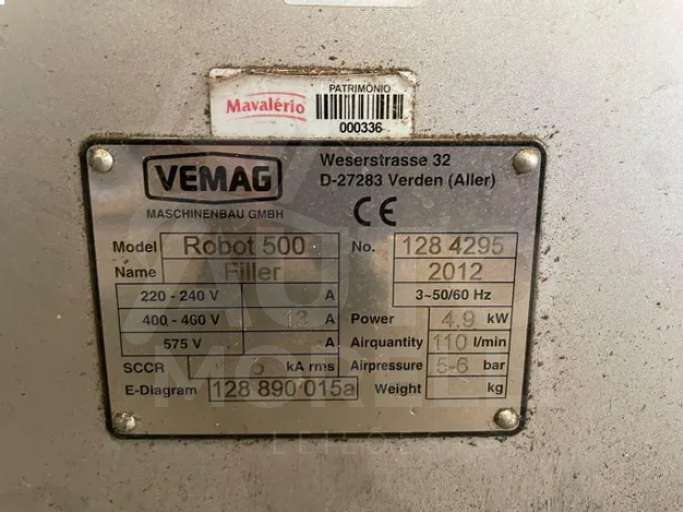 PATRIMÔNIO
Mavalério
000336
VEMAG
MASCHINENBAU GMBH
Weserstrasse 32
D-27283 Verden (Aller)
CE
Model Robot 500 No. 128 4295
Name Filler 2012
220 - 240 V A 3~50/60 Hz
400 - 460 V 12 A Power 4,9 kW
575 V A Airquantity 110 l/min
SCCR 5 kA rms Airpressure 5-6 bar
E-Diagram 128 890 015a Weight kg
LEILÕES